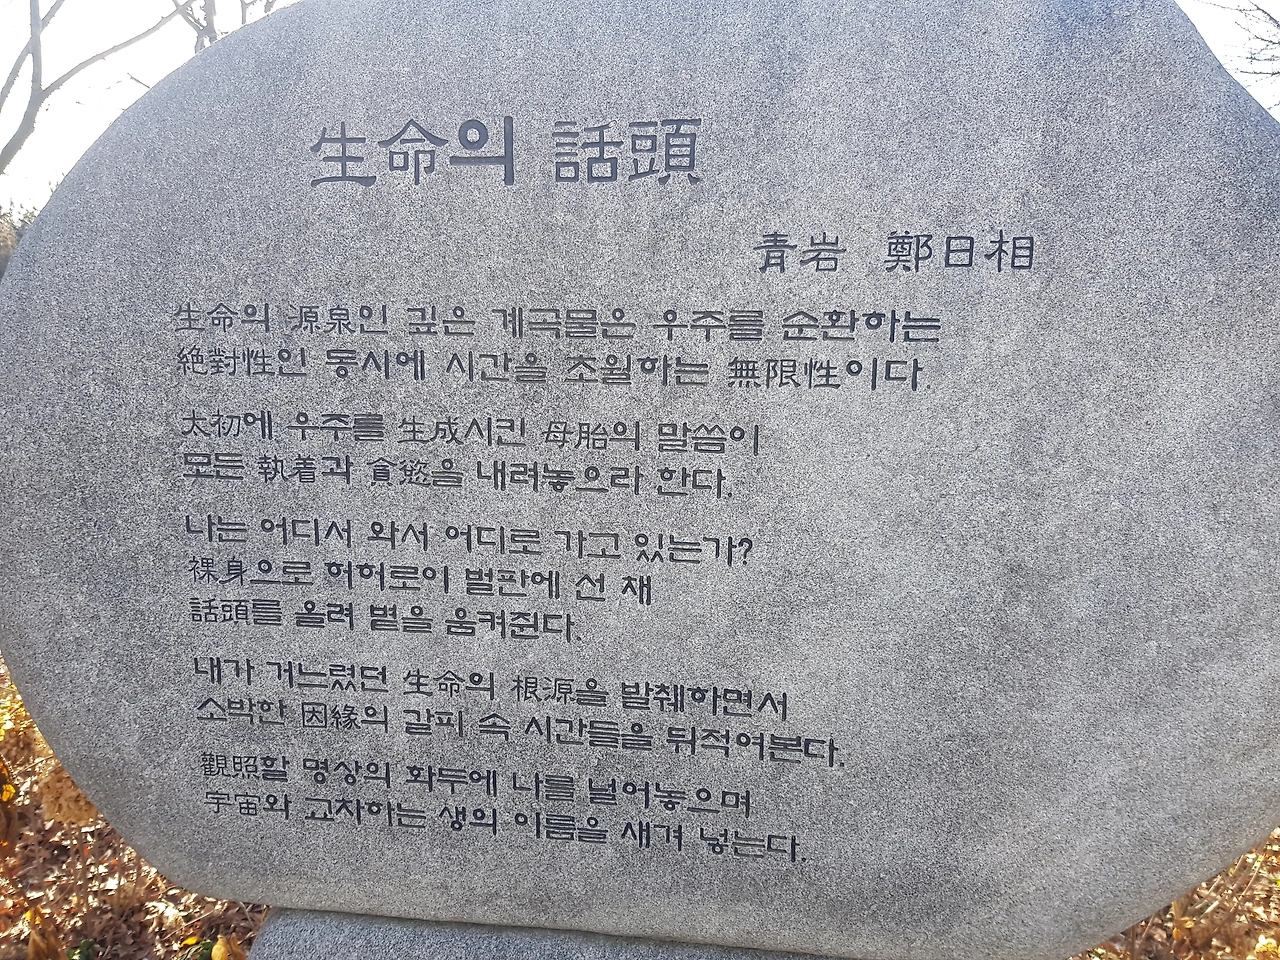 生命의 話頭
青岩 鄭日相
生命의 源泉인 깊은 계곡물은 우주를 순환하는
絶對性인 동시에 시간을 초월하는 無限性이다.
太初에 우주를 生成시킨 母胎의 말씀이
모든 執着과 貪慾을 내려놓으라 한다.
나는 어디서 와서 어디로 가고 있는가?
裸身으로 허허로이 벌판에 선 채
話頭를 올려 볕을 움켜쥔다.
내가 거느렸던 生命의 根源을 발췌하면서
소박한 因緣의 갈피 속 시간들을 뒤적여본다.
觀照할 명상의 화두에 나를 널어놓으며
宇宙와 교차하는 생의 이름을 새겨 넣는다.